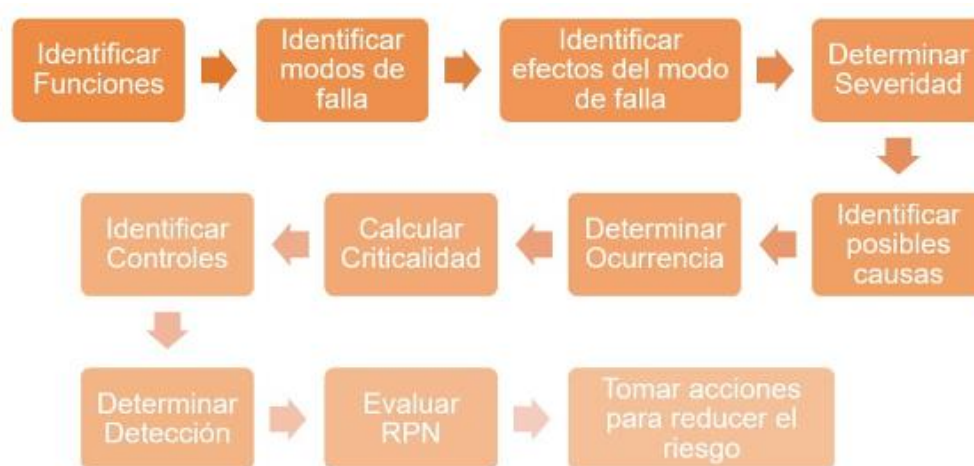 Identificar
Funciones
Identificar
modos de
falla
Identificar
efectos del modo
de falla
Determinar
Severidad
Identificar
posibles
causas
Determinar
Ocurrencia
Calcular
Criticalidad
Identificar
Controles
Determinar
Detección
Evaluar
RPN
Tomar acciones
para reducer el
riesgo